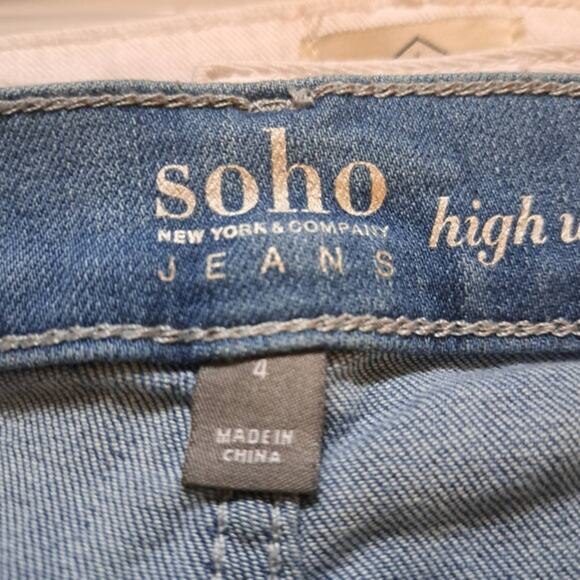 soho
NEW YORK & COMPANY
JEANS
high
4
MADE IN
CHINA